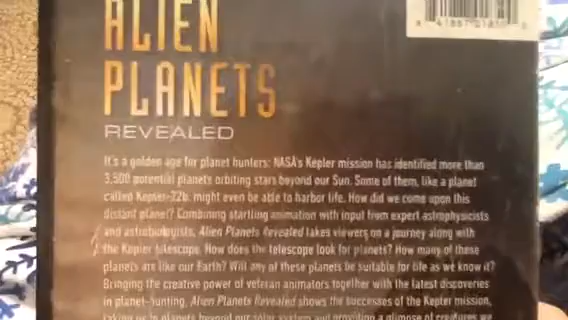 ALIEN
PLANETS
REVEALED
It's a golden age for planet hunters: NASA's Kepler mission has identified more than
3,500 potential planets orbiting stars beyond our Sun. Some of them, like a planet
called Kepler-22b, might even be able to harbor life. How did we come upon this
distant planet? Combining startling animation with input from expert astrophysicists
and astrobiologists, Alien Planets Revealed takes viewers on a journey along with
the Kepler telescope. How does the telescope look for planets? How many of these
planets are like our Earth? Will any of these planets be suitable for life as we know it?
Bringing the creative power of veteran animators together with the latest discoveries
in planet-hunting, Alien Planets Revealed shows the successes of the Kepler mission,
taking us to planets beyond our solar system and providing a glimpse of creatures we